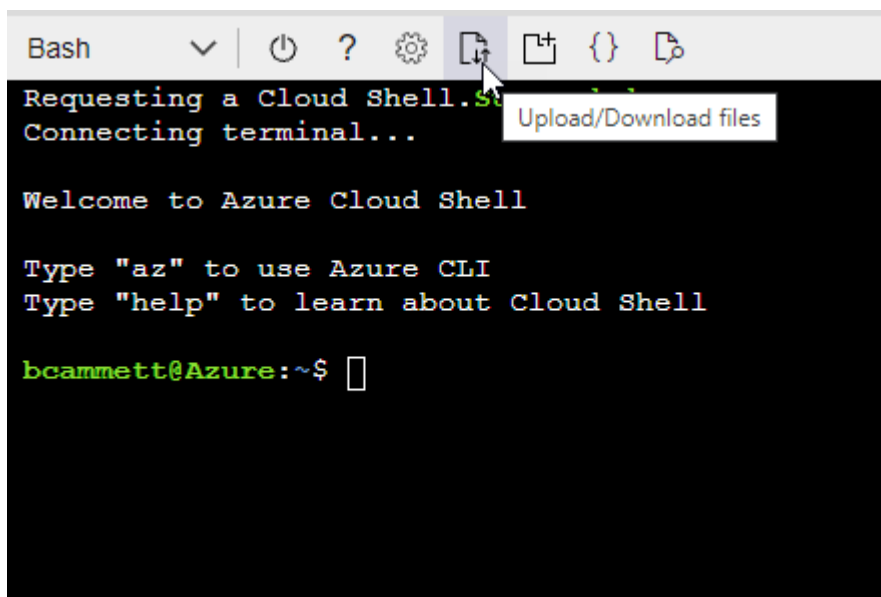 Bash
?
{}
Requesting a Cloud Shell.
Upload/Download files
Connecting terminal...
Welcome to Azure Cloud Shell
Type "az" to use Azure CLI
Type "help" to learn about Cloud Shell
bcammett@Azure:~$